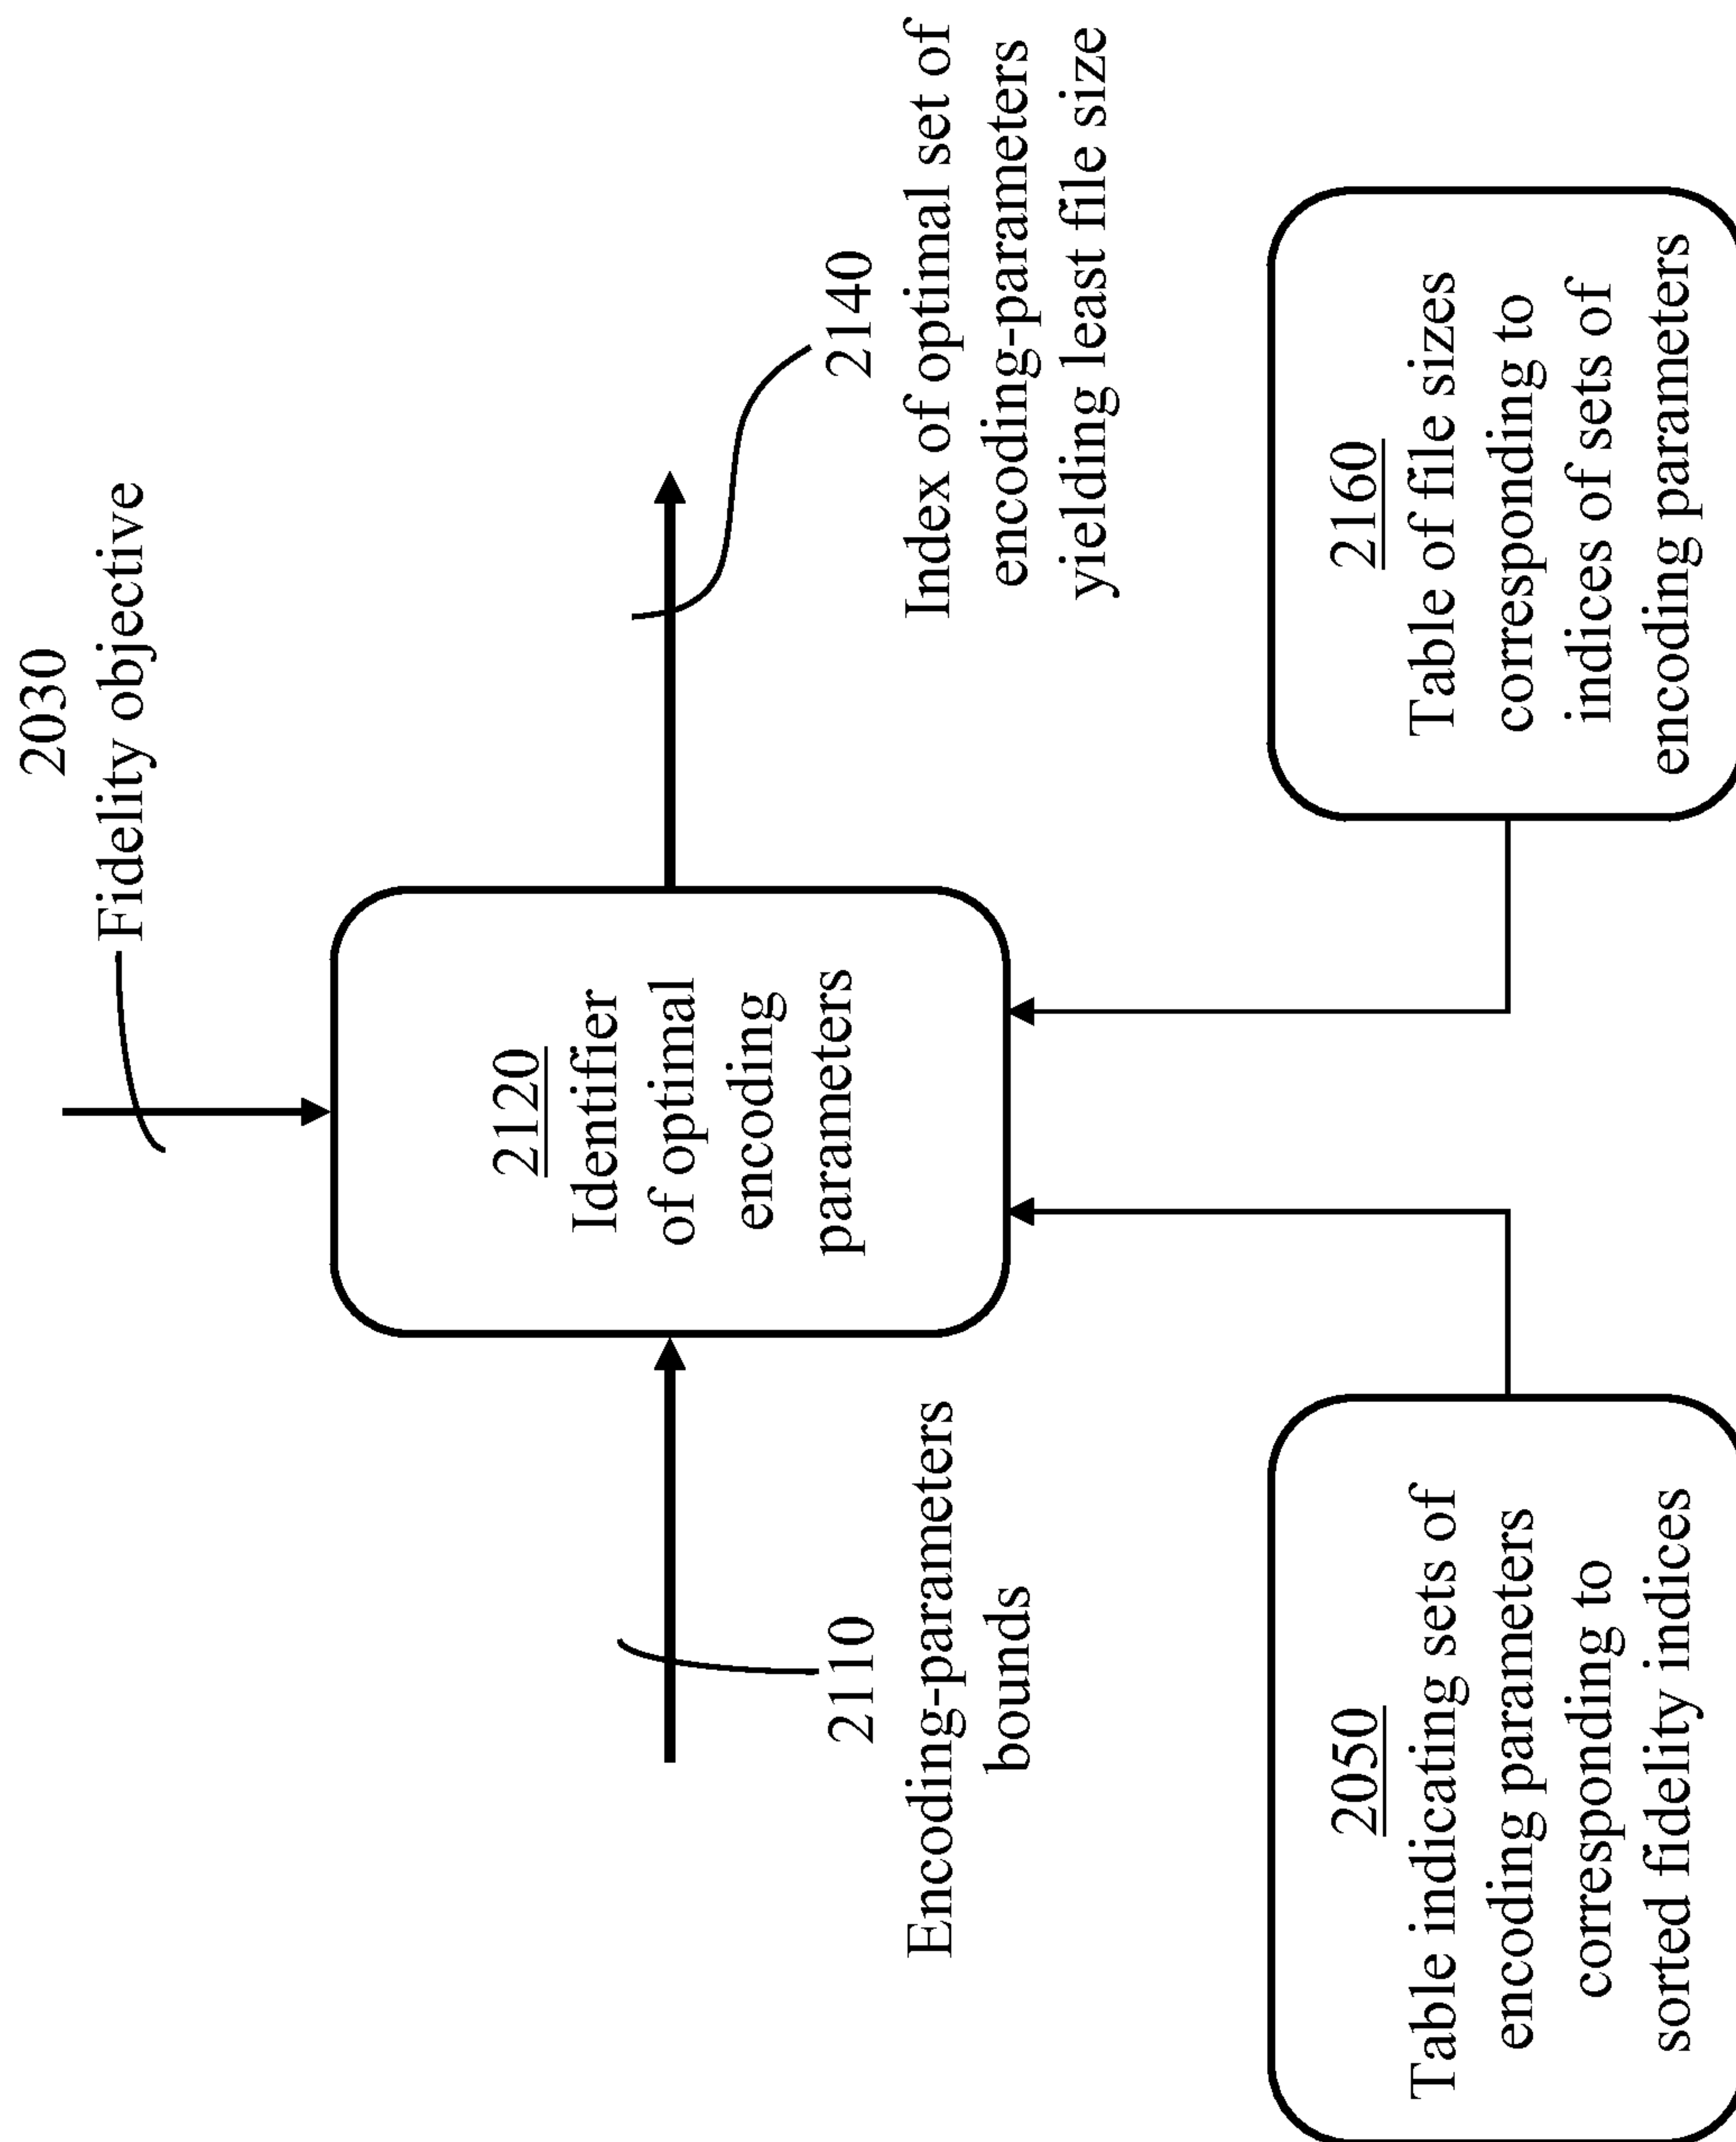 2030
Fidelity objective
2120
Identifier
of optimal
encoding
parameters
2110
Encoding-parameters
bounds
2140
Index of optimal set of
encoding-parameters
yielding least file size
2050
Table indicating sets of
encoding parameters
corresponding to
sorted fidelity indices
2160
Table of file sizes
corresponding to
indices of sets of
encoding parameters